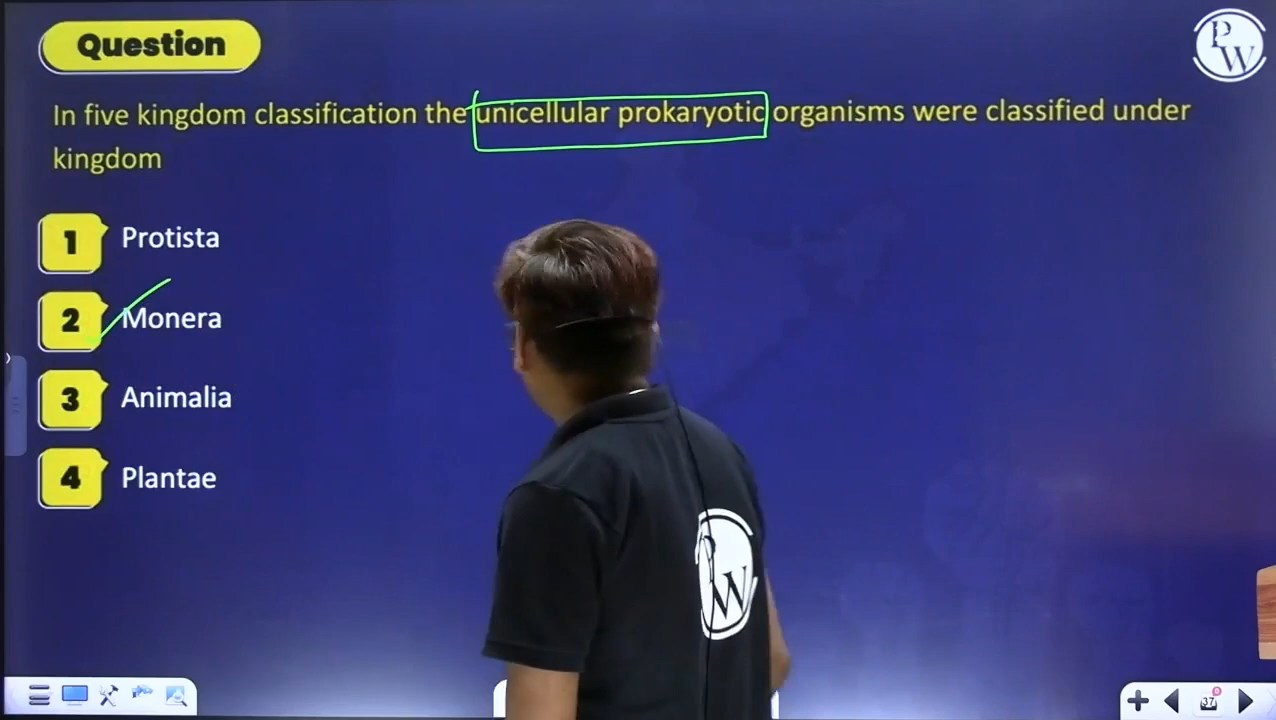 Question
PW
In five kingdom classification the unicellular prokaryotic organisms were classified under
kingdom
1 Protista
2 Monera
3 Animalia
4 Plantae
PW
37